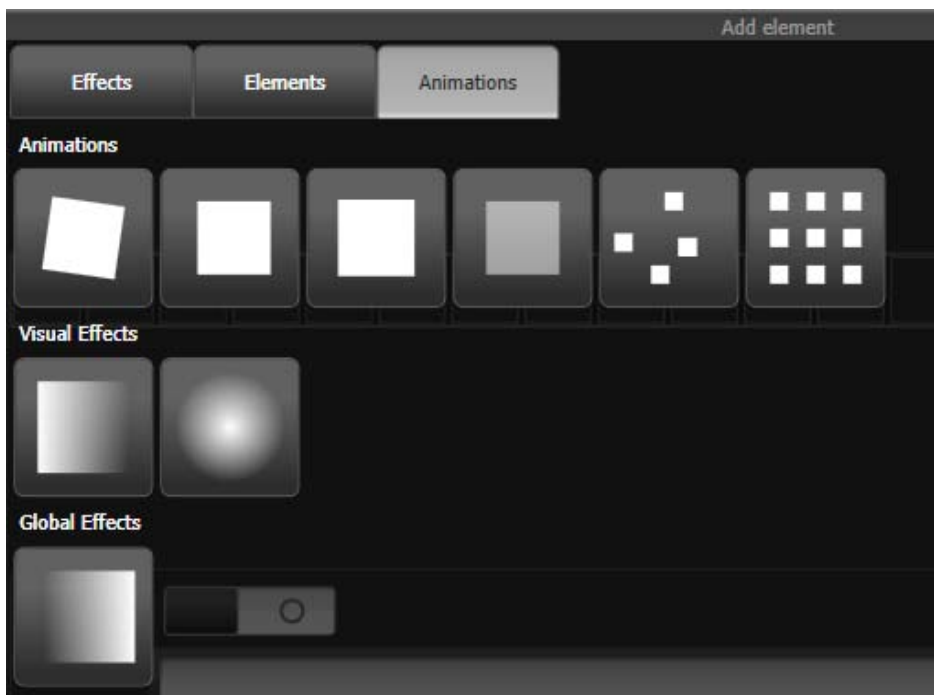 Add element
Effects Elements Animations
Animations
Visual Effects
Global Effects